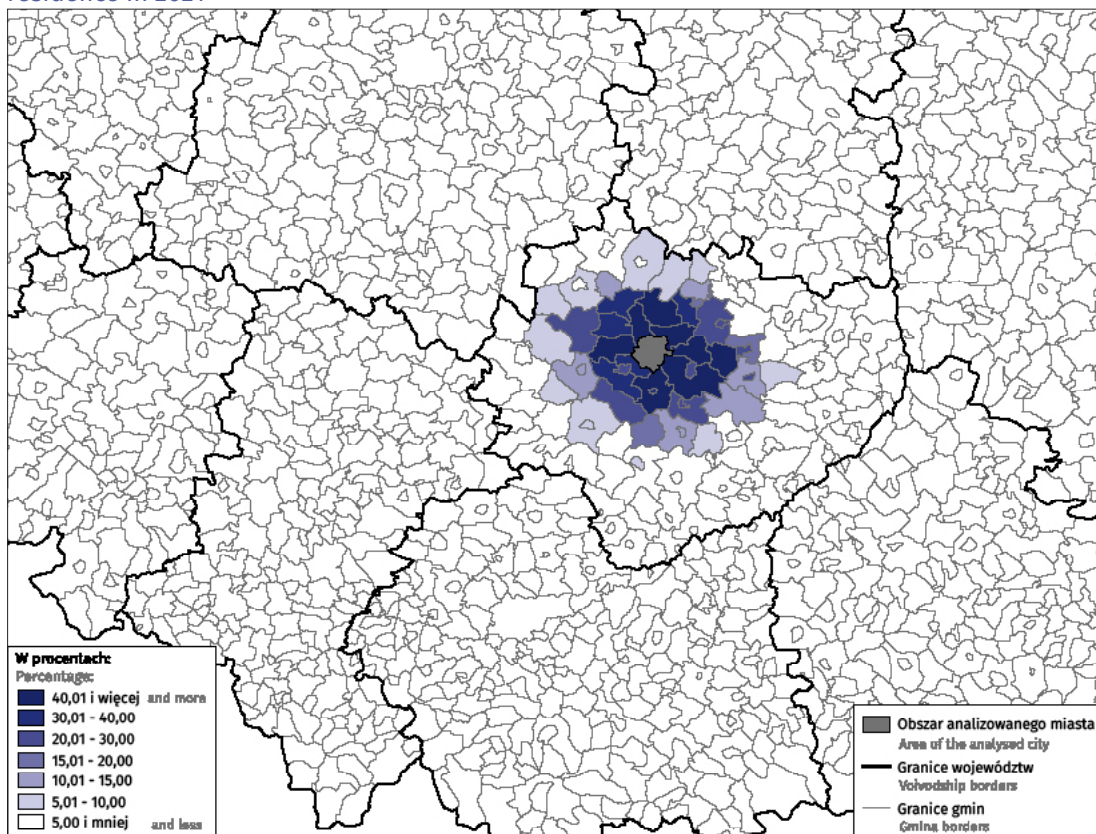 W procentach:
Percentage:
40,01 i więcej and more
30,01 - 40,00
20,01 - 30,00
15,01 - 20,00
10,01 - 15,00
5,01 - 10,00
5,00 i mniej and less
Obszar analizowanego miasta
Area of the analysed city
Granice województw
Voivodship borders
Granice gmin
Gmina borders